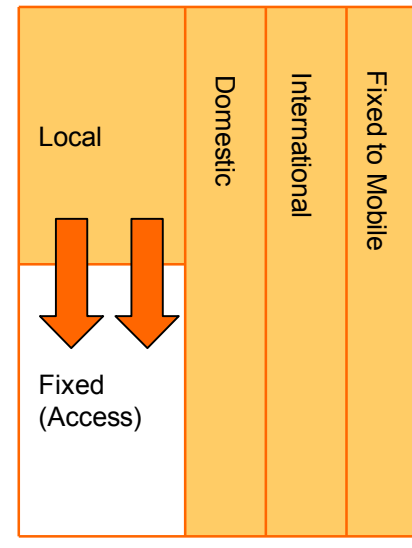 Local
Fixed
(Access)
Domestic
International
Fixed to Mobile